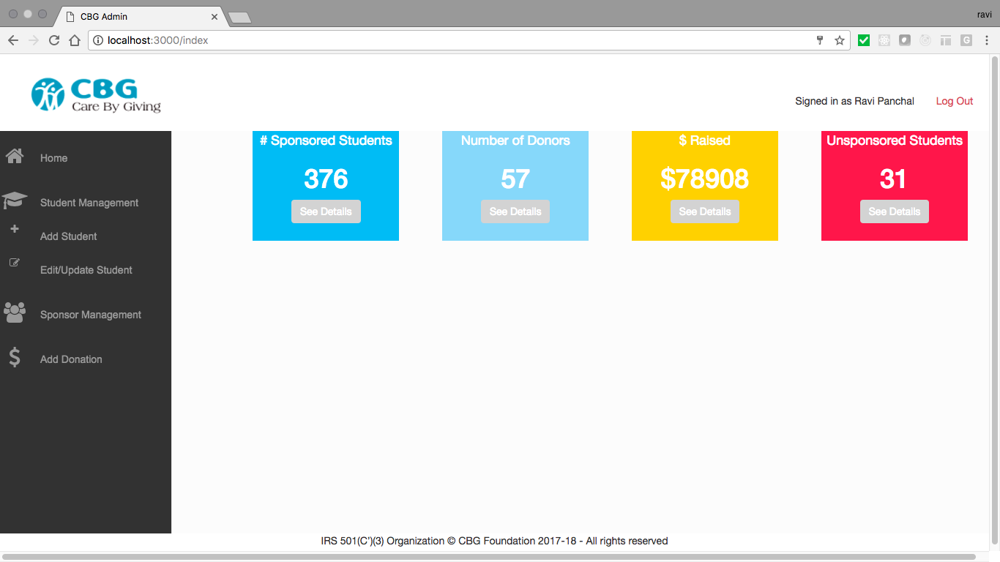 CBG Admin
ravi
localhost:3000/index
G
CBG
Care By Giving
Signed in as Ravi Panchal Log Out
Home
Student Management
Add Student
Edit/Update Student
Sponsor Management
Add Donation
# Sponsored Students
376
See Details
Number of Donors
57
See Details
$ Raised
$78908
See Details
Unsponsored Students
31
See Details
IRS 501(C')(3) Organization © CBG Foundation 2017-18 - All rights reserved